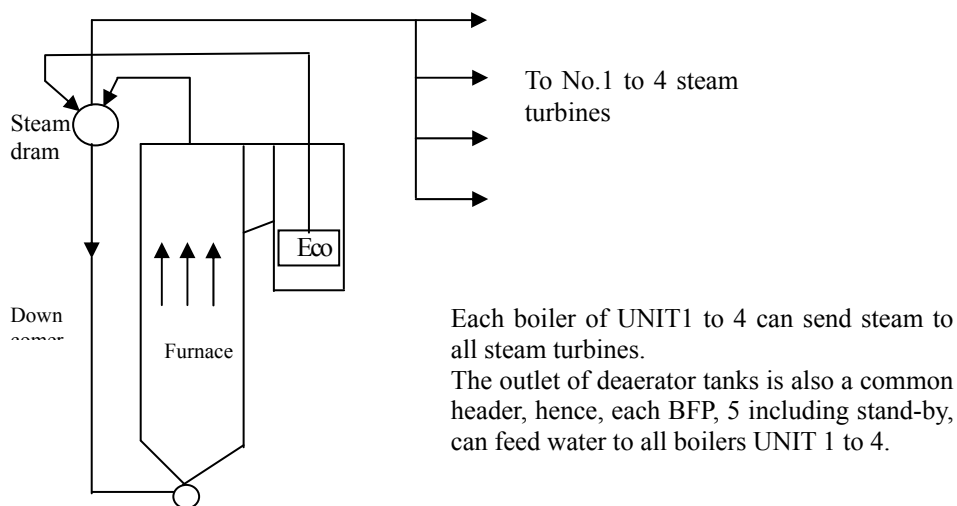 To No.1 to 4 steam
turbines
Steam
dram
Eco
Down
comer
Furnace
Each boiler of UNIT1 to 4 can send steam to
all steam turbines.
The outlet of deaerator tanks is also a common
header, hence, each BFP, 5 including stand-by,
can feed water to all boilers UNIT 1 to 4.